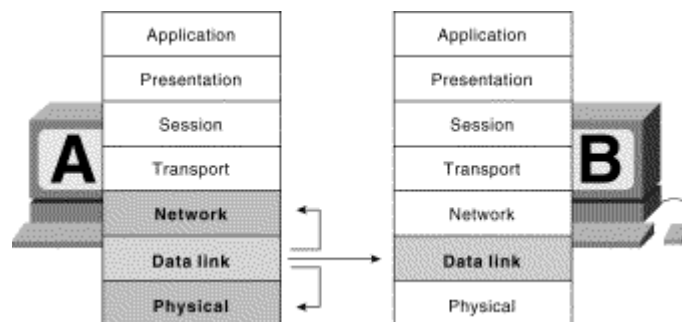 Application
Presentation
Session
Transport
Network
Data link
Physical
A
Application
Presentation
Session
Transport
Network
Data link
Physical
B